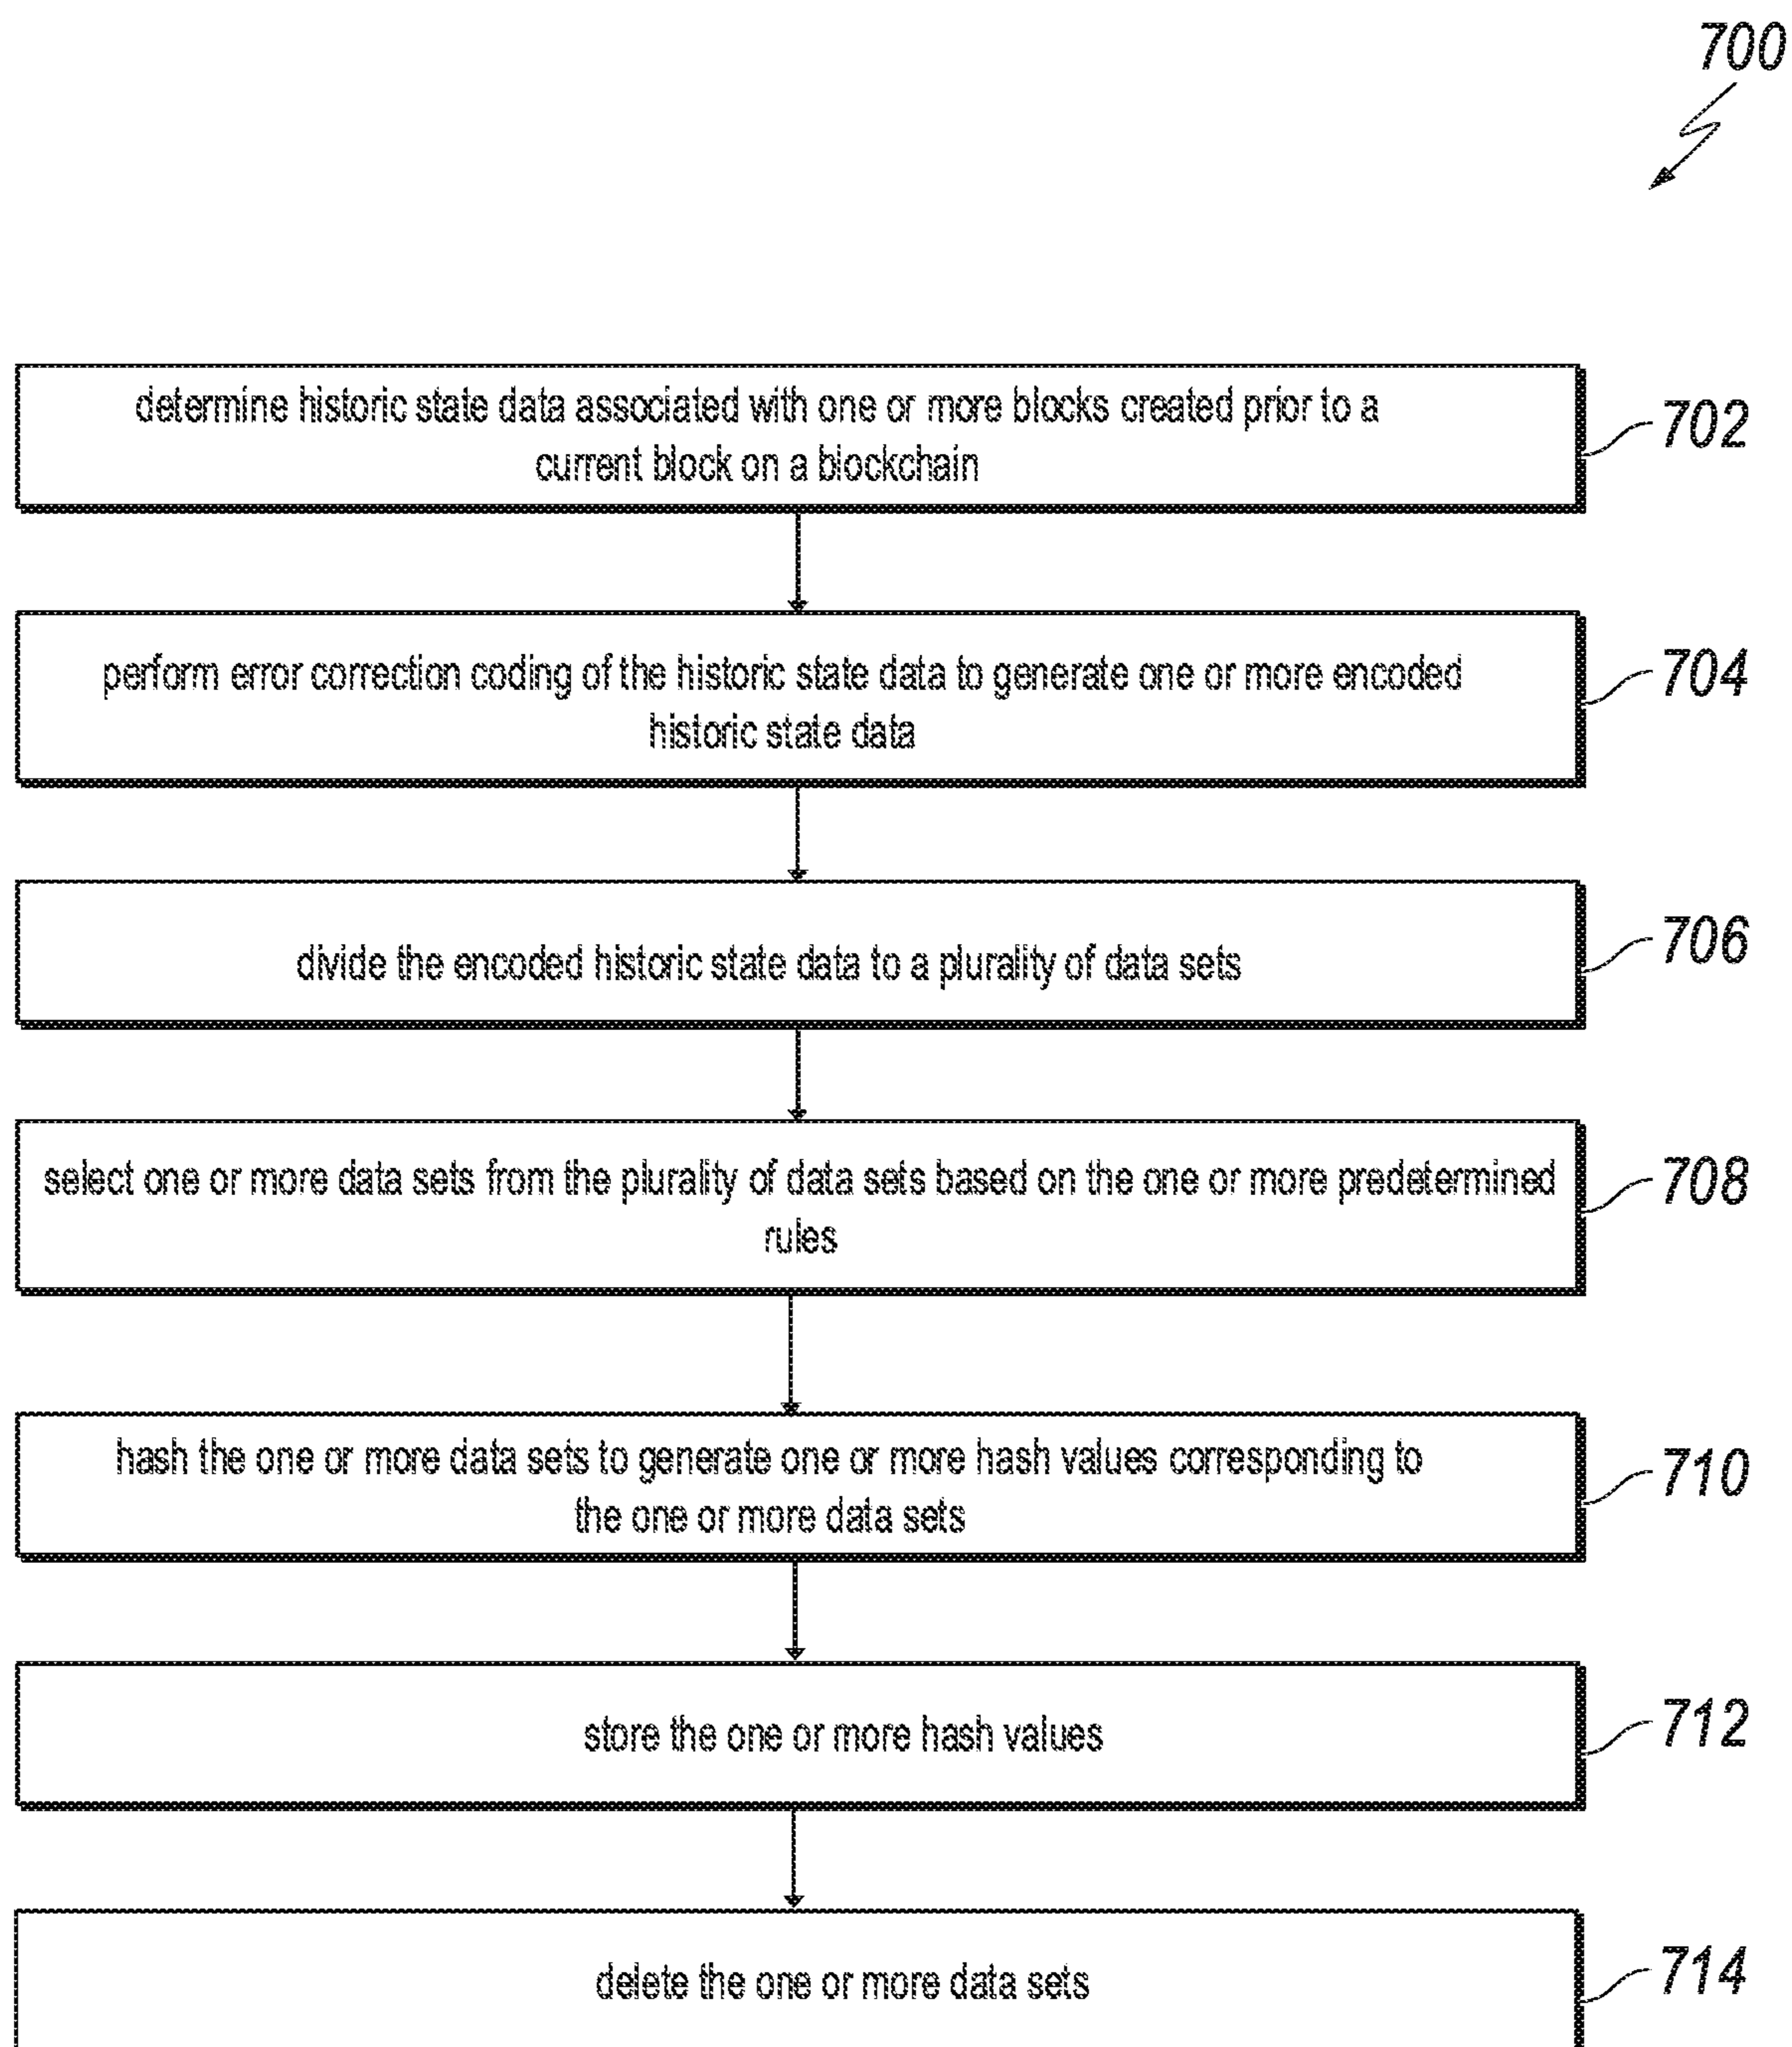 700
determine historic state data associated with one or more blocks created prior to a
current block on a blockchain
702
perform error correction coding of the historic state data to generate one or more encoded
historic state data
704
divide the encoded historic state data to a plurality of data sets
706
select one or more data sets from the plurality of data sets based on the one or more predetermined
rules
708
hash the one or more data sets to generate one or more hash values corresponding to
the one or more data sets
710
store the one or more hash values
712
delete the one or more data sets
714